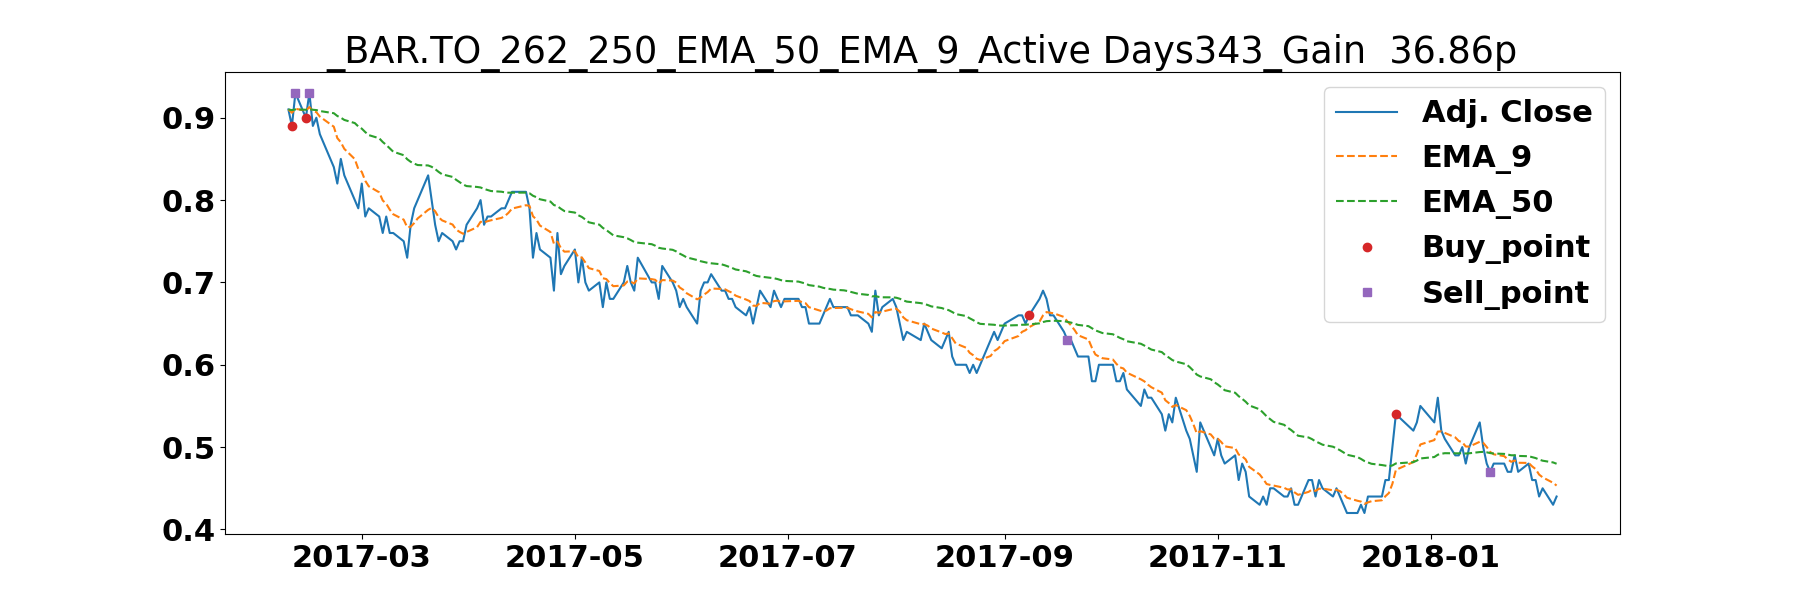 _BAR.TO_262_250_EMA_50_EMA_9_Active Days343_Gain  36.86p
Adj. Close
EMA_9
EMA_50
Buy_point
Sell_point
0.9
0.8
0.7
0.6
0.5
0.4
2017-03
2017-05
2017-07
2017-09
2017-11
2018-01